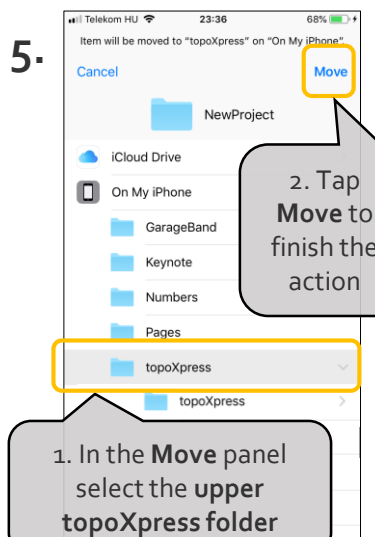 5.
Telekom HU 23:36 68%
Item will be moved to “topoXpress” on “On My iPhone”
Cancel Move
NewProject
iCloud Drive
On My iPhone
GarageBand
Keynote
Numbers
Pages
topoXpress
topoXpress
2. Tap
Move to
finish the
action
1. In the Move panel
select the upper
topoXpress folder